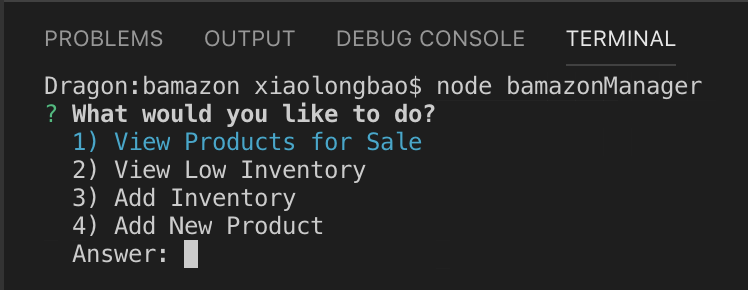 PROBLEMS OUTPUT DEBUG CONSOLE TERMINAL
Dragon:bamazon xiaolongbao$ node bamazonManager
? What would you like to do?
1) View Products for Sale
2) View Low Inventory
3) Add Inventory
4) Add New Product
Answer: